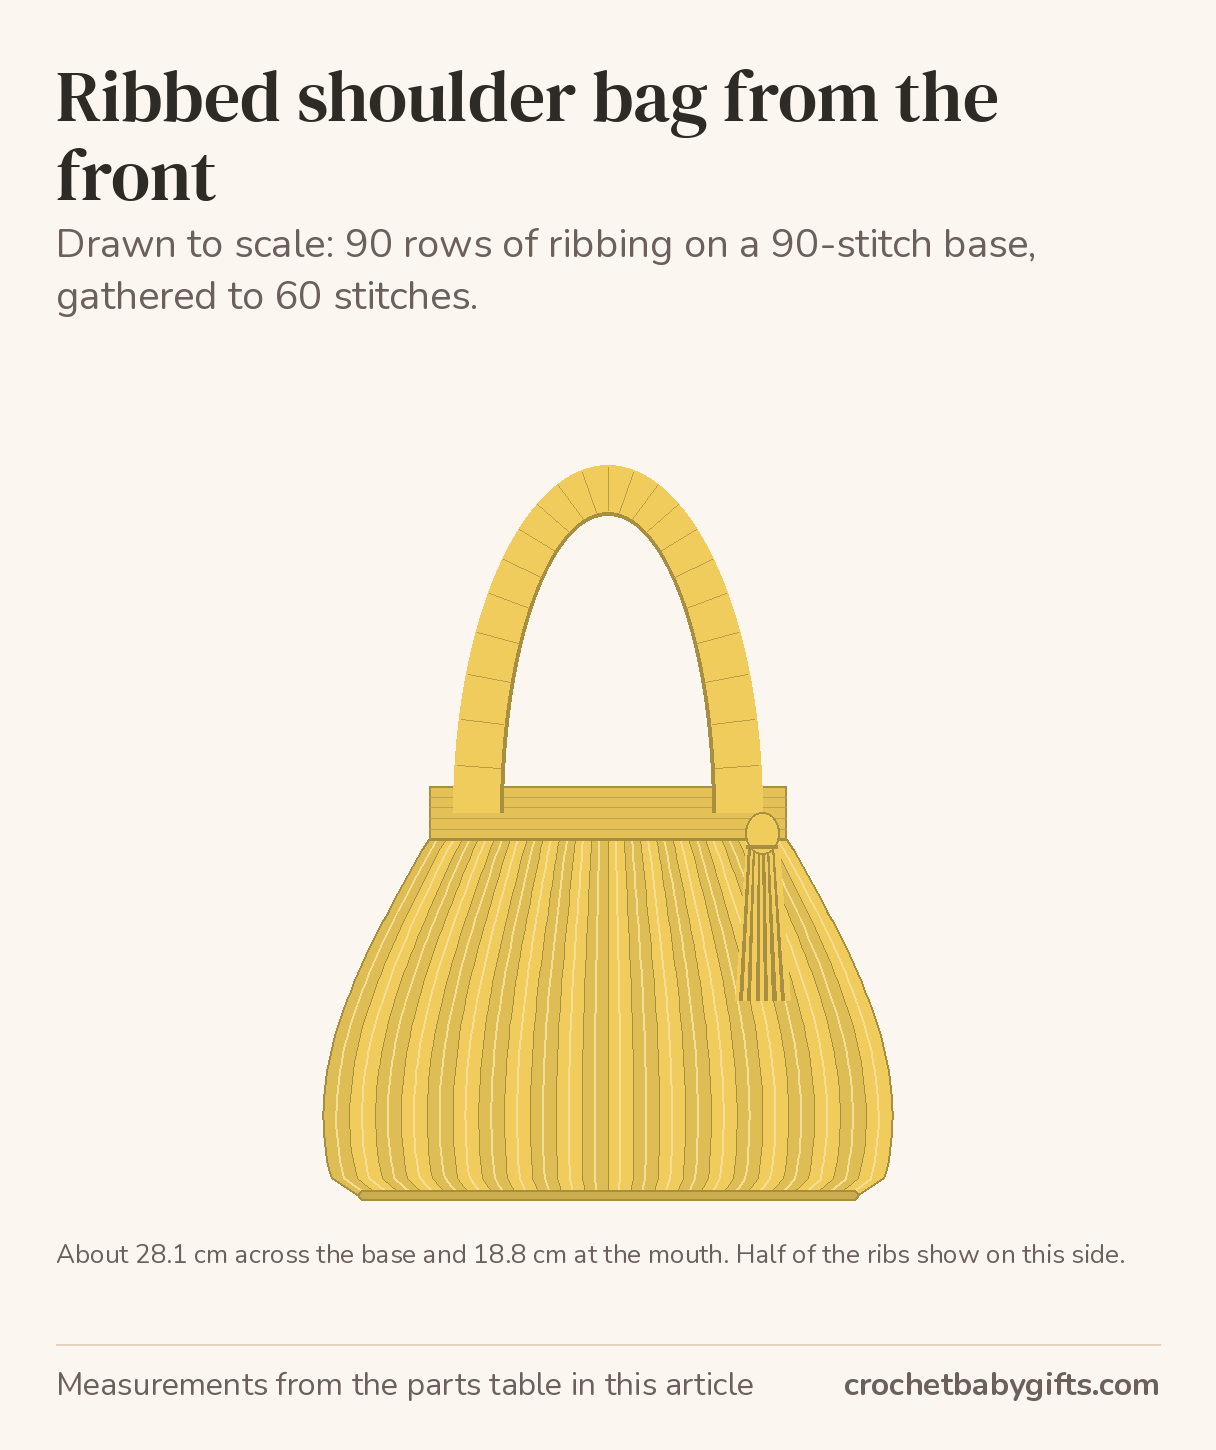 Ribbed shoulder bag from the
front
Drawn to scale: 90 rows of ribbing on a 90-stitch base,
gathered to 60 stitches.
About 28.1 cm across the base and 18.8 cm at the mouth. Half of the ribs show on this side.
Measurements from the parts table in this article
crochetbabygifts.com